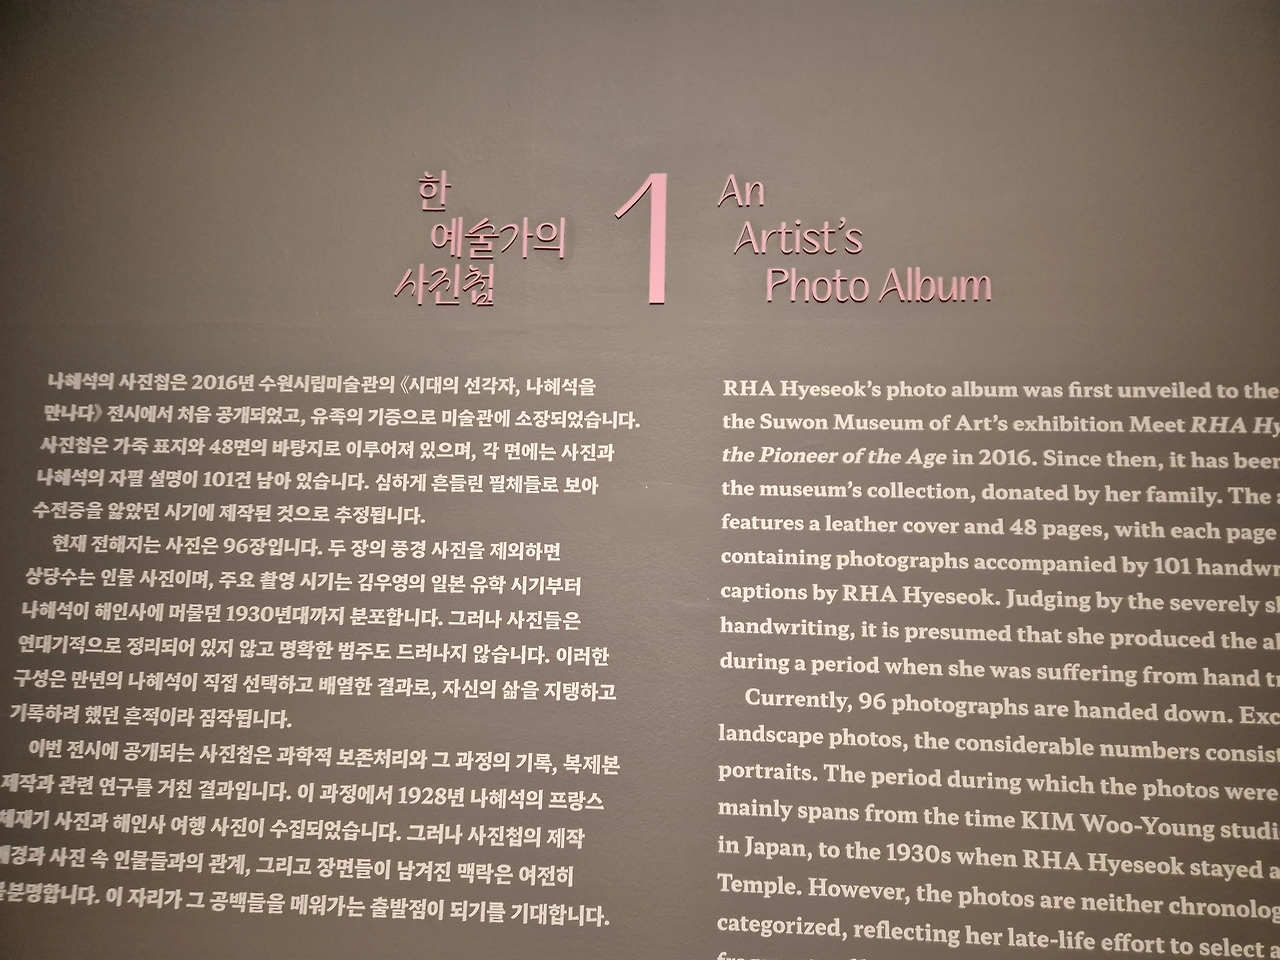 한
예술가의
사진첩
1
An
Artist's
Photo Album
나혜석의 사진첩은 2016년 수원시립미술관의 《시대의 선각자, 나혜석을
만나다》 전시에서 처음 공개되었고, 유족의 기증으로 미술관에 소장되었습니다.
사진첩은 가죽 표지와 48면의 바탕지로 이루어져 있으며, 각 면에는 사진과
나혜석의 자필 설명이 101건 남아 있습니다. 심하게 흔들린 필체들로 보아
수전증을 앓았던 시기에 제작된 것으로 추정됩니다.
현재 전해지는 사진은 96장입니다. 두 장의 풍경 사진을 제외하면
상당수는 인물 사진이며, 주요 촬영 시기는 김우영의 일본 유학 시기부터
나혜석이 해인사에 머물던 1930년대까지 분포합니다. 그러나 사진들은
연대기적으로 정리되어 있지 않고 명확한 범주도 드러나지 않습니다. 이러한
구성은 만년의 나혜석이 직접 선택하고 배열한 결과로, 자신의 삶을 지탱하고
기록하려 했던 흔적이라 짐작됩니다.
이번 전시에 공개되는 사진첩은 과학적 보존처리와 그 과정의 기록, 복제본
제작과 관련 연구를 거친 결과입니다. 이 과정에서 1928년 나혜석의 프랑스
체재기 사진과 해인사 여행 사진이 수집되었습니다. 그러나 사진첩의 제작
배경과 사진 속 인물들과의 관계, 그리고 장면들이 남겨진 맥락은 여전히
불분명합니다. 이 자리가 그 공백들을 메워가는 출발점이 되기를 기대합니다.
RHA Hyeseok's photo album was first unveiled to the
the Suwon Museum of Art's exhibition Meet RHA Hy
the Pioneer of the Age in 2016. Since then, it has been
the museum's collection, donated by her family. The
features a leather cover and 48 pages, with each page
containing photographs accompanied by 101 handwr
captions by RHA Hyeseok. Judging by the severely sh
handwriting, it is presumed that she produced the al
during a period when she was suffering from hand tr
Currently, 96 photographs are handed down. Exc
landscape photos, the considerable numbers consist
portraits. The period during which the photos were
mainly spans from the time KIM Woo-Young studi
in Japan, to the 1930s when RHA Hyeseok stayed a
Temple. However, the photos are neither chronolog
categorized, reflecting her late-life effort to select a